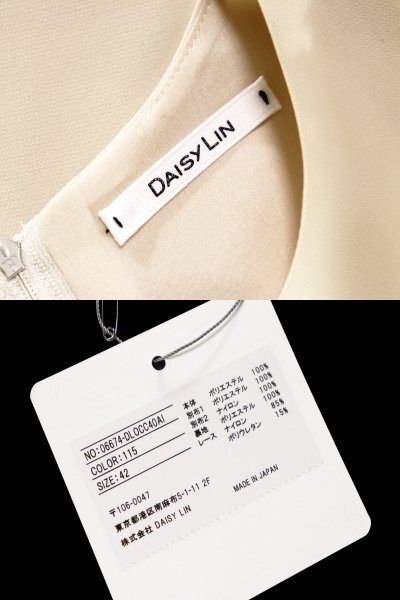 DAISY LIN
NO:06674-DLOCC40AI
COLOR:115
SIZE:42
本体 ポリエステル 100%
別布1 ポリエステル 100%
別布2 ナイロン 100%
裏地 ポリエステル 100%
レース ナイロン 85%
ポリウレタン 15%
〒106-0047
東京都港区南麻布5-1-11 2F
株式会社 DAISY LIN
MADE IN JAPAN